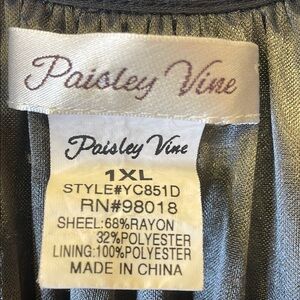 Paisley Vine
Paisley Vine
1XL
STYLE#YC851D
RN#98018
SHEEL:68%RAYON
32%POLYESTER
LINING:100%POLYESTER
MADE IN CHINA